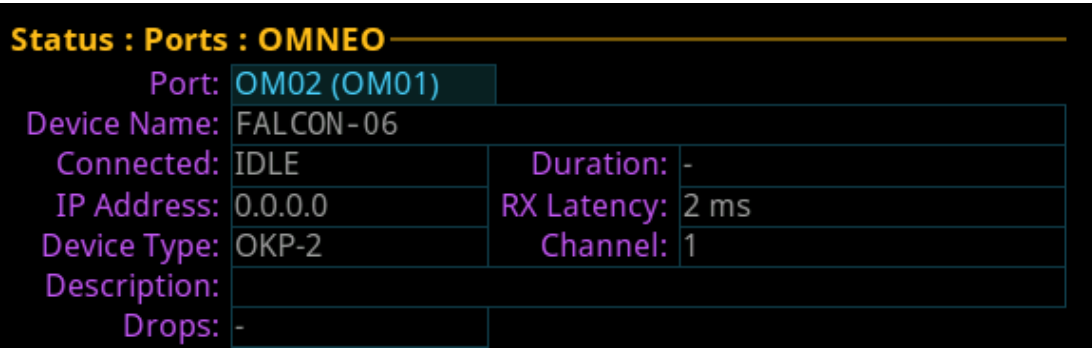 Status : Ports : OMNEO
Port: OM02 (OM01)
Device Name: FALCON-06
Connected: IDLE Duration: -
IP Address: 0.0.0.0 RX Latency: 2 ms
Device Type: OKP-2 Channel: 1
Description:
Drops: -